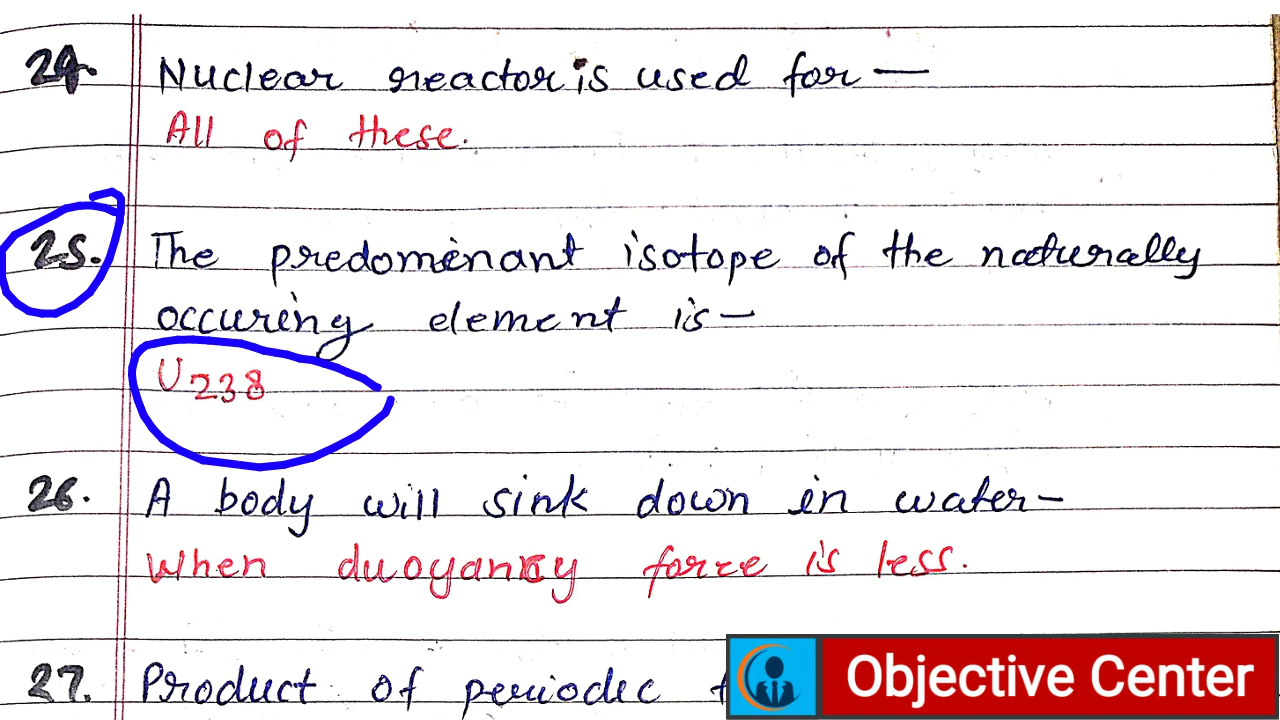 24. Nuclear reactor is used for —
All of these.
25. The predominant isotope of the naturally
occuring element is —
U238
26. A body will sink down in water -
When duoyancy force is less.
27. Product of periodic
Objective Center